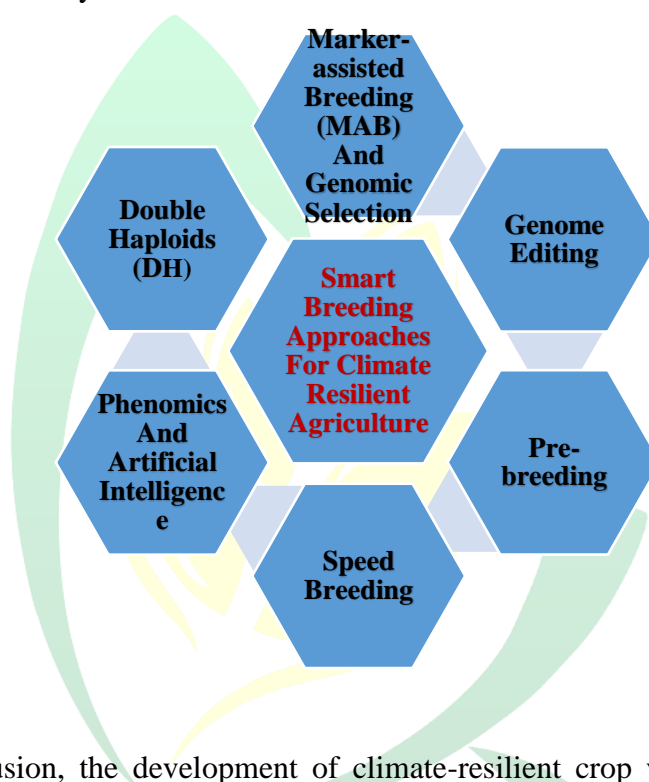 Marker-
assisted
Breeding
(MAB)
And
Genomic
Selection
Double
Haploids
(DH)
Genome
Editing
Smart
Breeding
Approaches
For Climate
Resilient
Agriculture
Phenomics
And
Artificial
Intelligenc
e
Pre-
breeding
Speed
Breeding
the development of climate-resilient crop